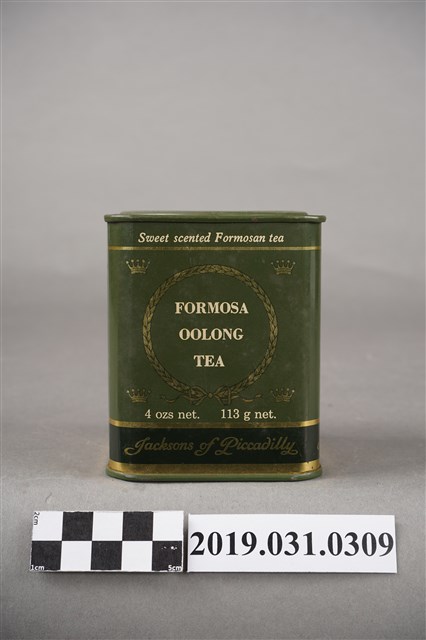 Sweet scented Formosan tea
FORMOSA
OOLONG
TEA
4 ozs net. 113 g net.
Jacksons of Piccadilly
2cm
1cm 5cm
2019.031.0309